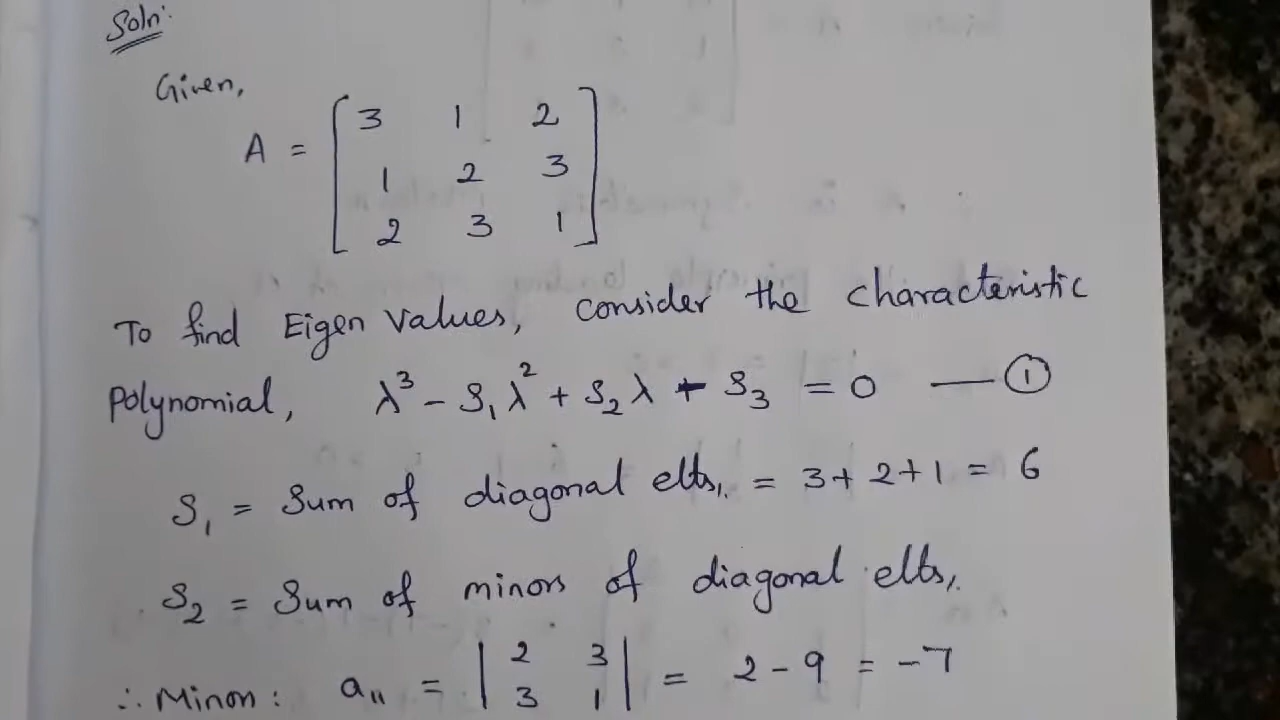 Soln:
Given,
A = [ 3 1 2
1 2 3
2 3 1 ]
To find Eigen values, consider the characteristic
polynomial, λ³ - S₁λ² + S₂λ - S₃ = 0 — ①
S₁ = Sum of diagonal elts,. = 3+2+1 = 6
S₂ = Sum of minors of diagonal elts,.
∴ Minor: a₁₁ = | 2 3
3 1 | = 2 - 9 = -7